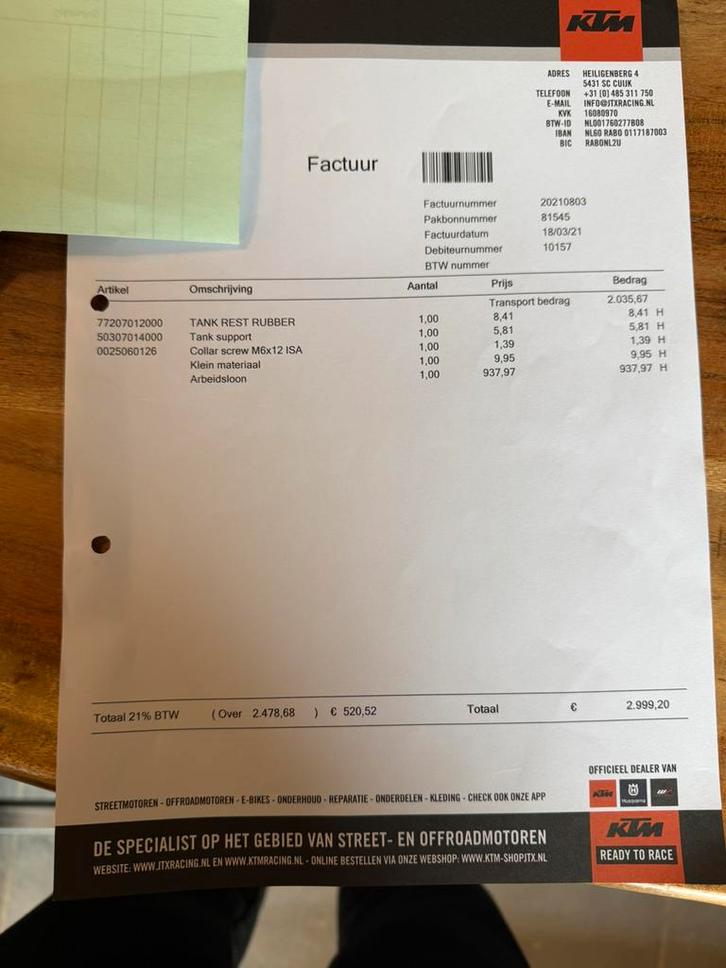 KTM
ADRES HEILIGENBERG 4
5431 SC CUIJK
TELEFOON +31 (0) 485 311 750
E-MAIL INFO@JTXRACING.NL
KVK 16080970
BTW-ID NL001760277B08
IBAN NL60 RABO 0117187003
BIC RABONL2U
Factuur
Factuurnummer 20210803
Pakbonnummer 81545
Factuurdatum 18/03/21
Debiteurnummer 10157
BTW nummer
Artikel Omschrijving Aantal Prijs Bedrag
Transport bedrag 2.035,67
77207012000 TANK REST RUBBER 1,00 8,41 8,41 H
50307014000 Tank support 1,00 5,81 5,81 H
0025060126 Collar screw M6x12 ISA 1,00 1,39 1,39 H
Klein materiaal 1,00 9,95 9,95 H
Arbeidsloon 1,00 937,97 937,97 H
Totaal 21% BTW ( Over 2.478,68 ) € 520,52 Totaal € 2.999,20
OFFICIEEL DEALER VAN
KTM Husqvarna
STREETMOTOREN - OFFROADMOTOREN - E-BIKES - ONDERHOUD - REPARATIE - ONDERDELEN - KLEDING - CHECK OOK ONZE APP
KTM
DE SPECIALIST OP HET GEBIED VAN STREET- EN OFFROADMOTOREN
READY TO RACE
WEBSITE: WWW.JTXRACING.NL EN WWW.KTMRACING.NL - ONLINE BESTELLEN VIA ONZE WEBSHOP: WWW.KTM-SHOPJTX.NL